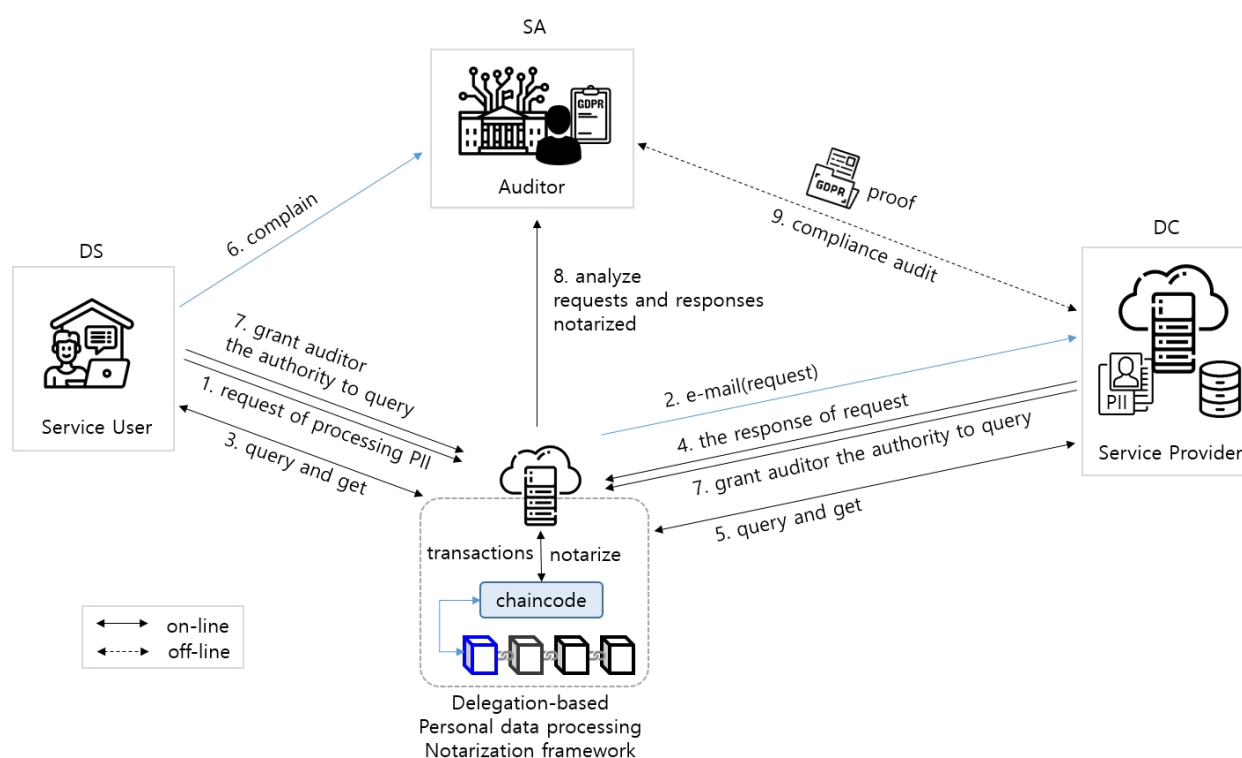 SA
GDPR
Auditor
GDPR
proof
9. compliance audit
6. complain
DS
DC
8. analyze
requests and responses
notarized
7. grant auditor
the authority to query
1. request of processing PII
3. query and get
Service User
2. e-mail(request)
4. the response of request
7. grant auditor the authority to query
5. query and get
PII
Service Provider
transactions
notarize
chaincode
on-line
off-line
Delegation-based
Personal data processing
Notarization framework